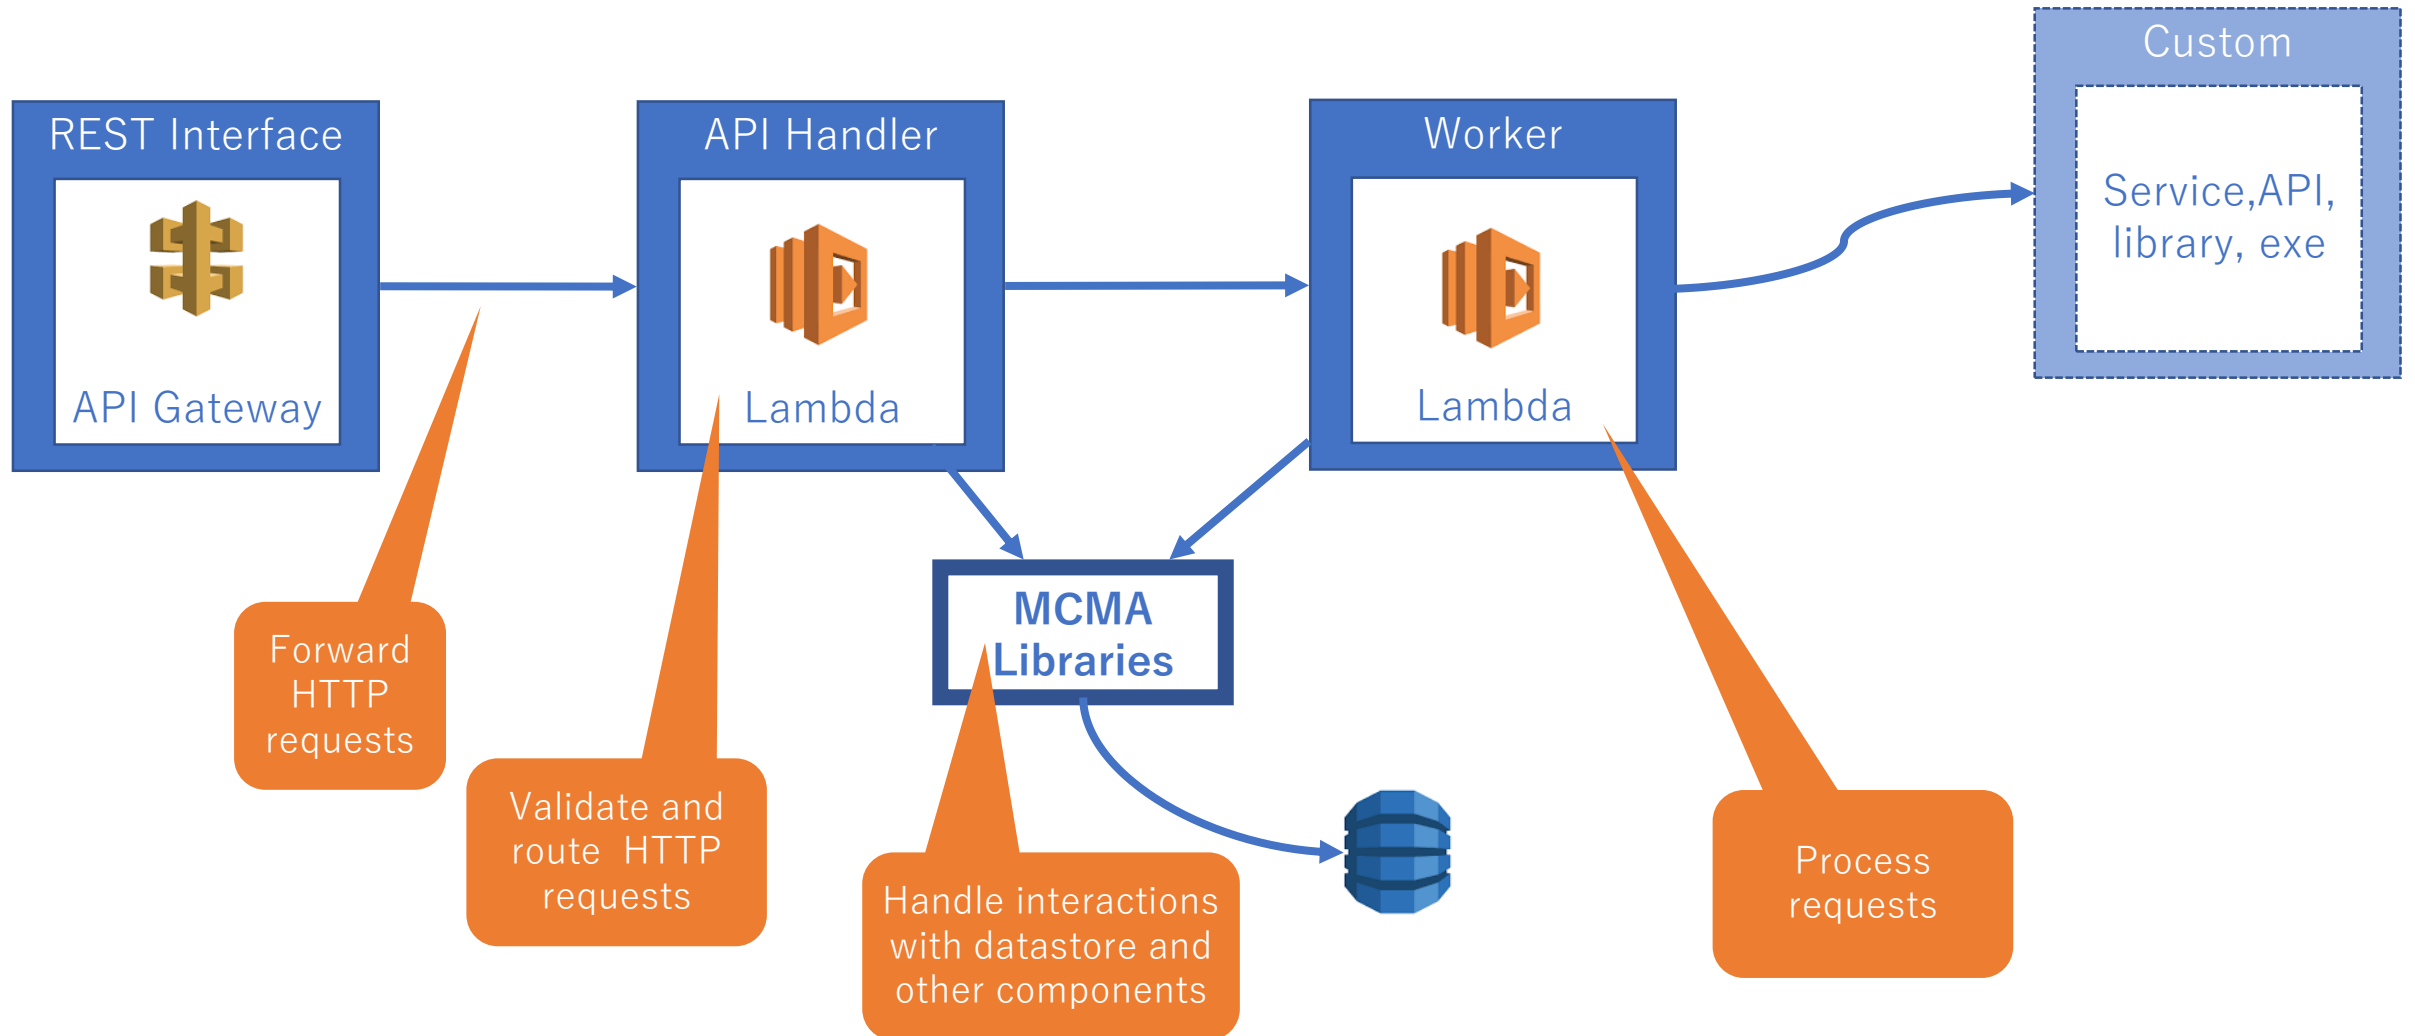 Custom
Service,API,
library, exe
REST Interface
API Gateway
API Handler
Lambda
Worker
Lambda
MCMA
Libraries
Forward
HTTP
requests
Validate and
route  HTTP
requests
Handle interactions
with datastore and
other components
Process
requests